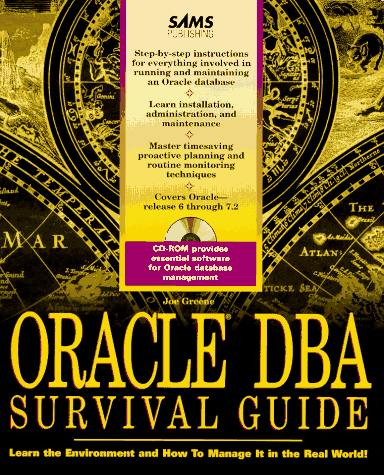 SAMS
PUBLISHING
Step-by-step instructions
for everything involved in
running and maintaining
an Oracle database
Learn installation,
administration, and
maintenance
Master timesaving
proactive planning and
routine monitoring
techniques
Covers Oracle—
release 6 through 7.2
CD-ROM provides
essential software
for Oracle database
management
Joe Greene
MAR
THE
ATLAN:
TICKE SEA
ORACLE® DBA
SURVIVAL GUIDE
Learn the Environment and How To Manage It in the Real World!